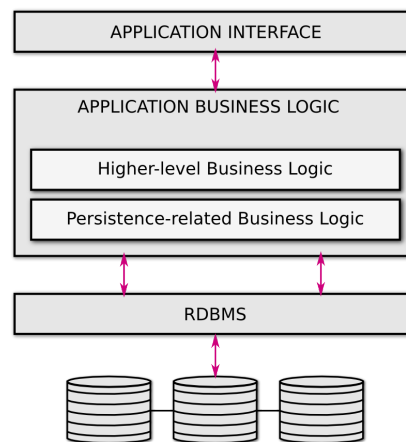 APPLICATION INTERFACE
APPLICATION BUSINESS LOGIC
Higher-level Business Logic
Persistence-related Business Logic
RDBMS